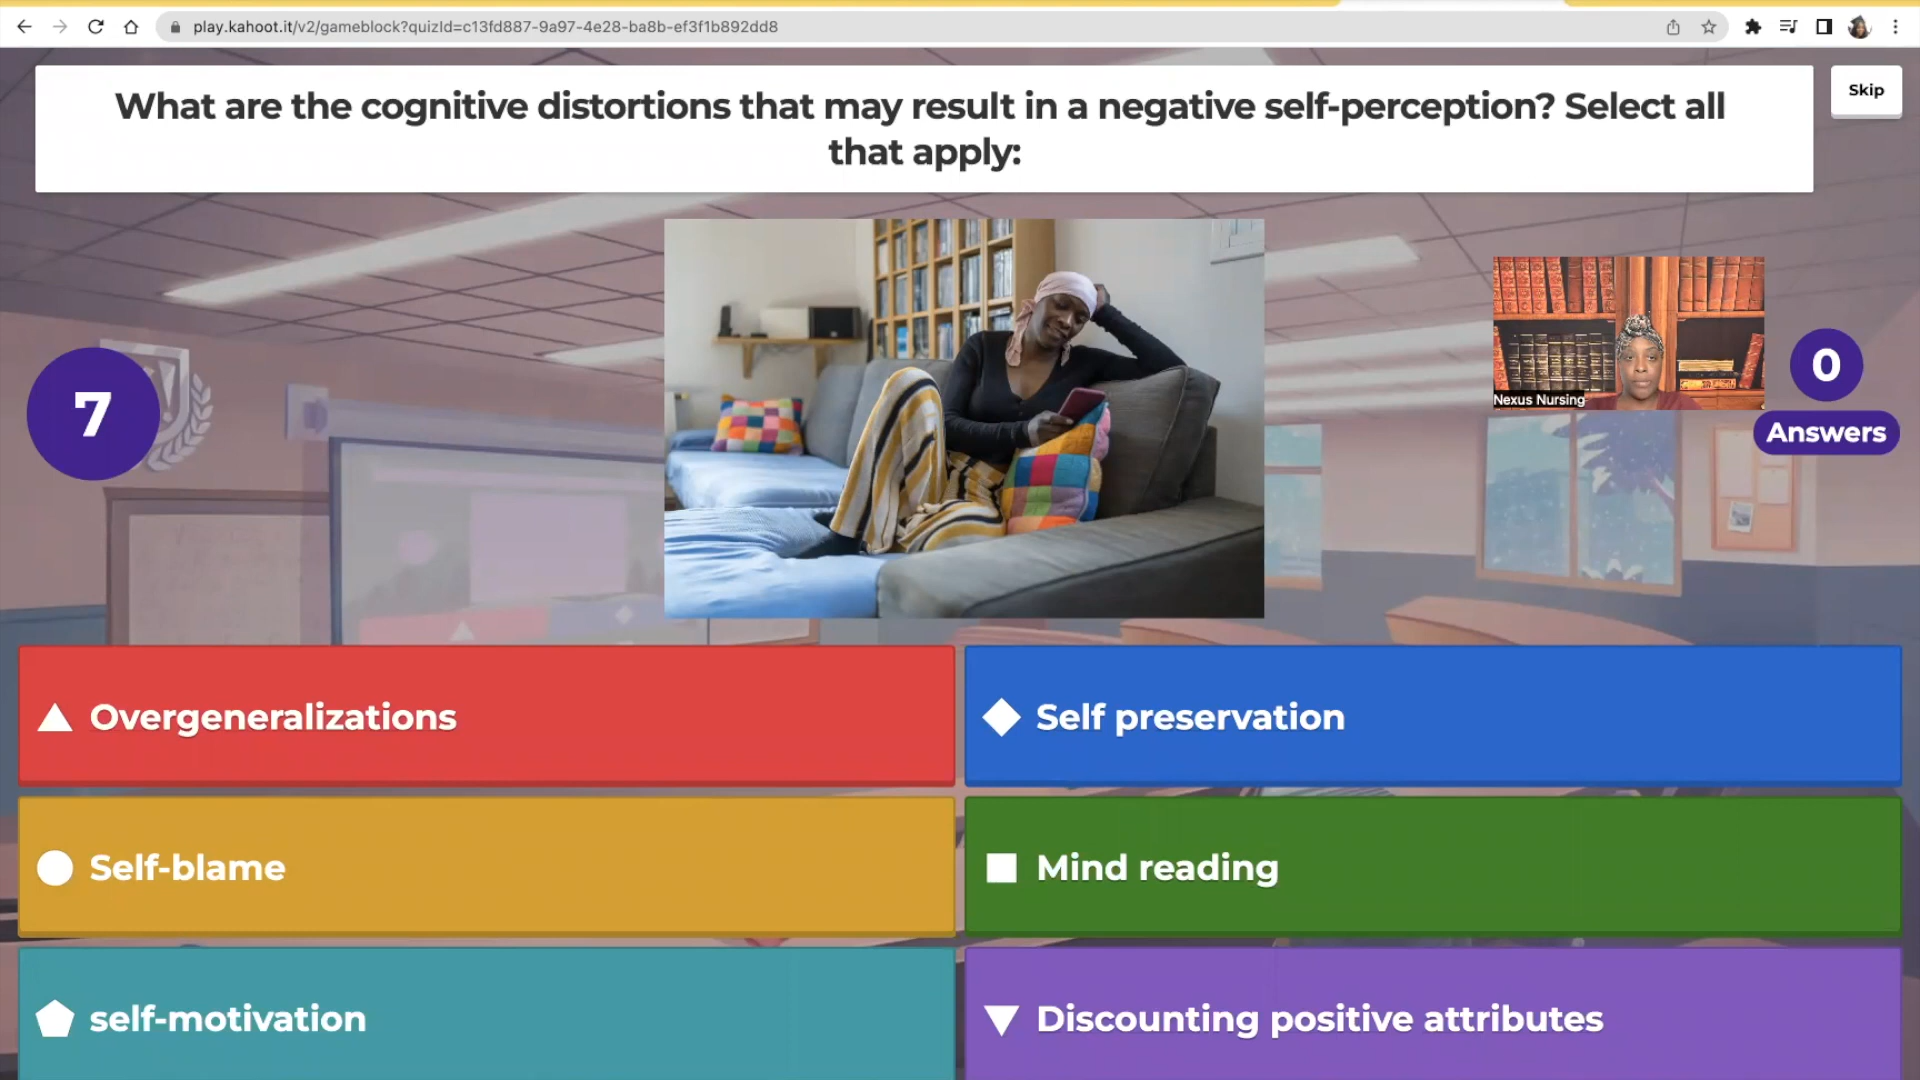 play.kahoot.it/v2/gameblock?quizId=c13fd887-9a97-4e28-ba8b-ef3f1b892dd8
What are the cognitive distortions that may result in a negative self-perception? Select all
that apply:
Skip
7
Nexus Nursing
0
Answers
Overgeneralizations
Self preservation
Self-blame
Mind reading
self-motivation
Discounting positive attributes